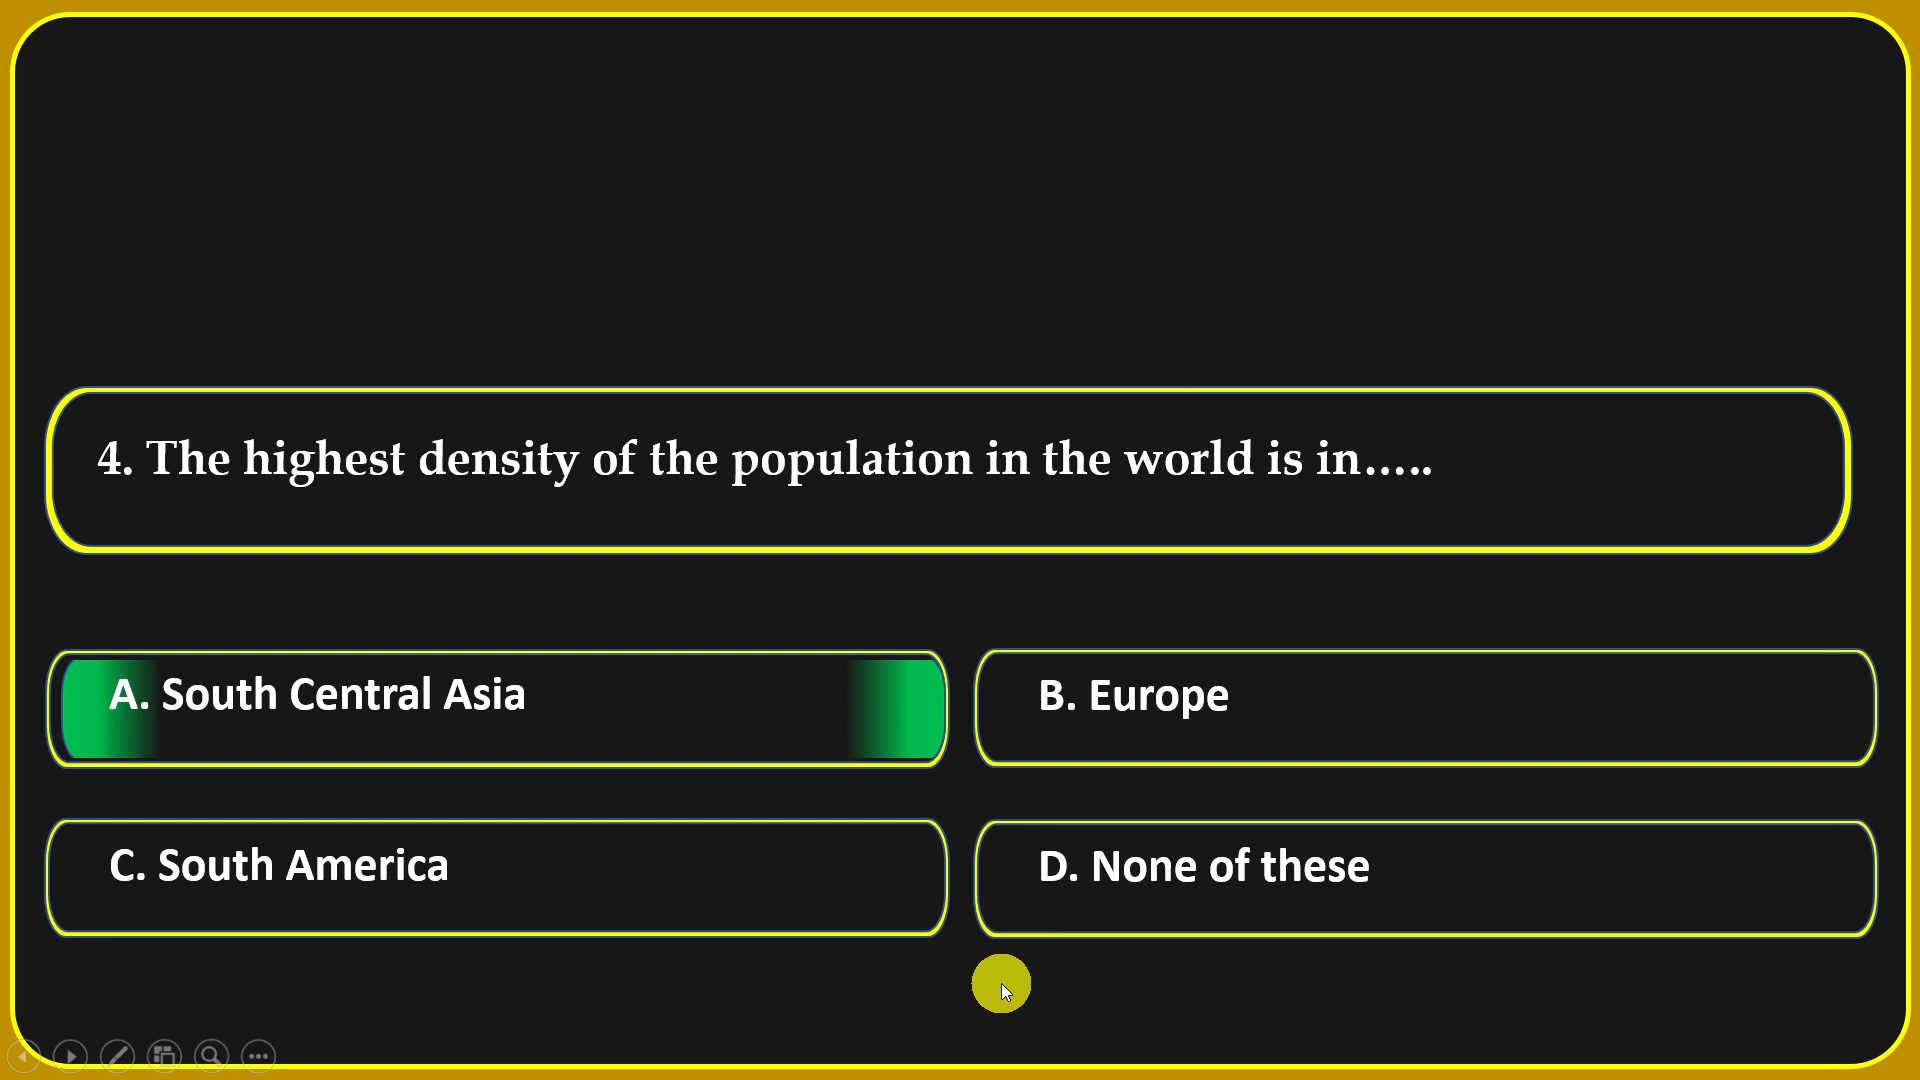 4. The highest density of the population in the world is in.....
A. South Central Asia
B. Europe
C. South America
D. None of these